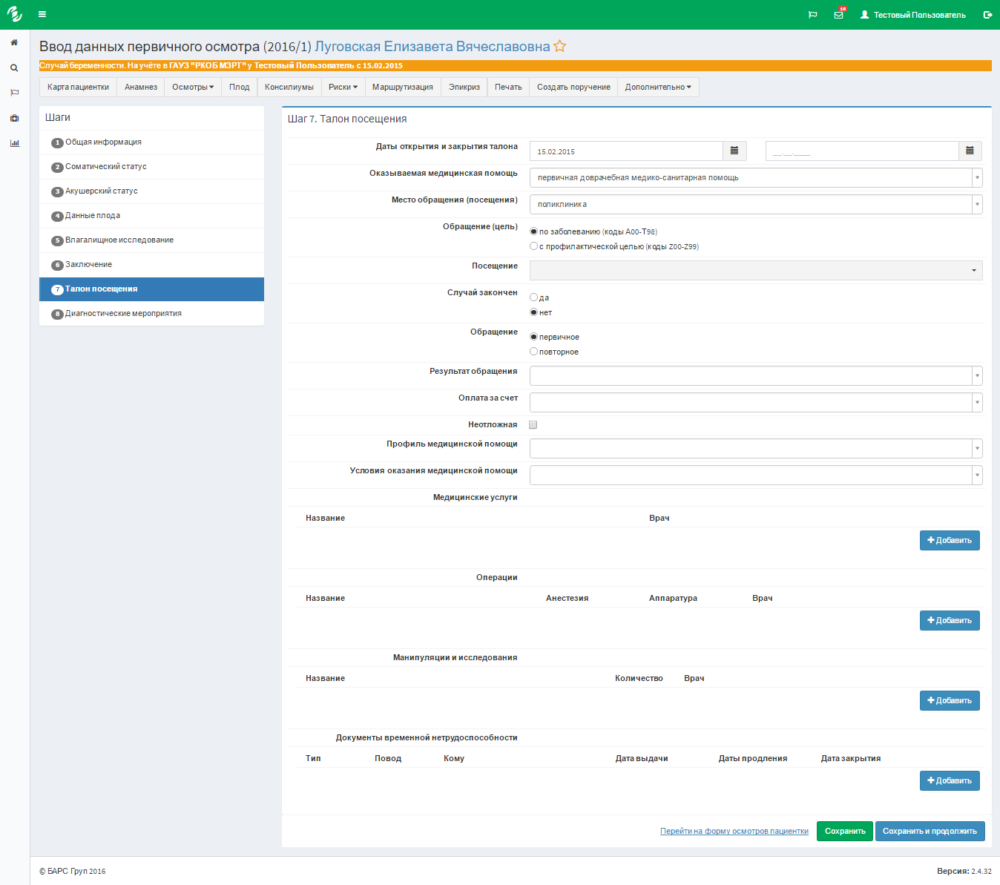 10
Тестовый Пользователь
Ввод данных первичного осмотра (2016/1) Луговская Елизавета Вячеславовна
Случай беременности. На учёте в ГАУЗ "РКОБ МЗРТ" у Тестовый Пользователь с 15.02.2015
Карта пациентки Анамнез Осмотры Плод Консилиумы Риски Маршрутизация Эпикриз Печать Создать поручение Дополнительно
Шаги
1 Общая информация
2 Соматический статус
3 Акушерский статус
4 Данные плода
5 Влагалищное исследование
6 Заключение
7 Талон посещения
8 Диагностические мероприятия
Шаг 7. Талон посещения
Даты открытия и закрытия талона 15.02.2015 __.__.____
Оказываемая медицинская помощь первичная доврачебная медико-санитарная помощь
Место обращения (посещения) поликлиника
Обращение (цель) по заболеванию (коды A00-T98)
с профилактической целью (коды Z00-Z99)
Посещение
Случай закончен да
нет
Обращение первичное
повторное
Результат обращения
Оплата за счет
Неотложная
Профиль медицинской помощи
Условия оказания медицинской помощи
Медицинские услуги
Название Врач
Добавить
Операции
Название Анестезия Аппаратура Врач
Добавить
Манипуляции и исследования
Название Количество Врач
Добавить
Документы временной нетрудоспособности
Тип Повод Кому Дата выдачи Даты продления Дата закрытия
Добавить
Перейти на форму осмотров пациентки Сохранить Сохранить и продолжить
© БАРС Груп 2016 Версия: 2.4.32